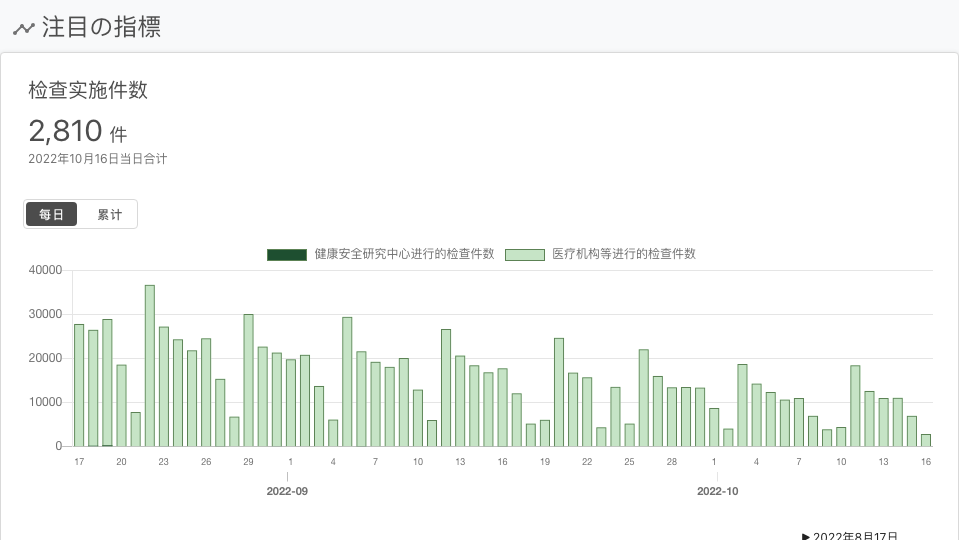 注目の指標
检查实施件数
2,810 件
2022年10月16日当日合计
每日 累计
健康安全研究中心进行的检查件数 医疗机构等进行的检查件数
40000
30000
20000
10000
0
17 20 23 26 29 1 4 7 10 13 16 19 22 25 28 1 4 7 10 13 16
2022-09 2022-10
▶ 2022年8月17日